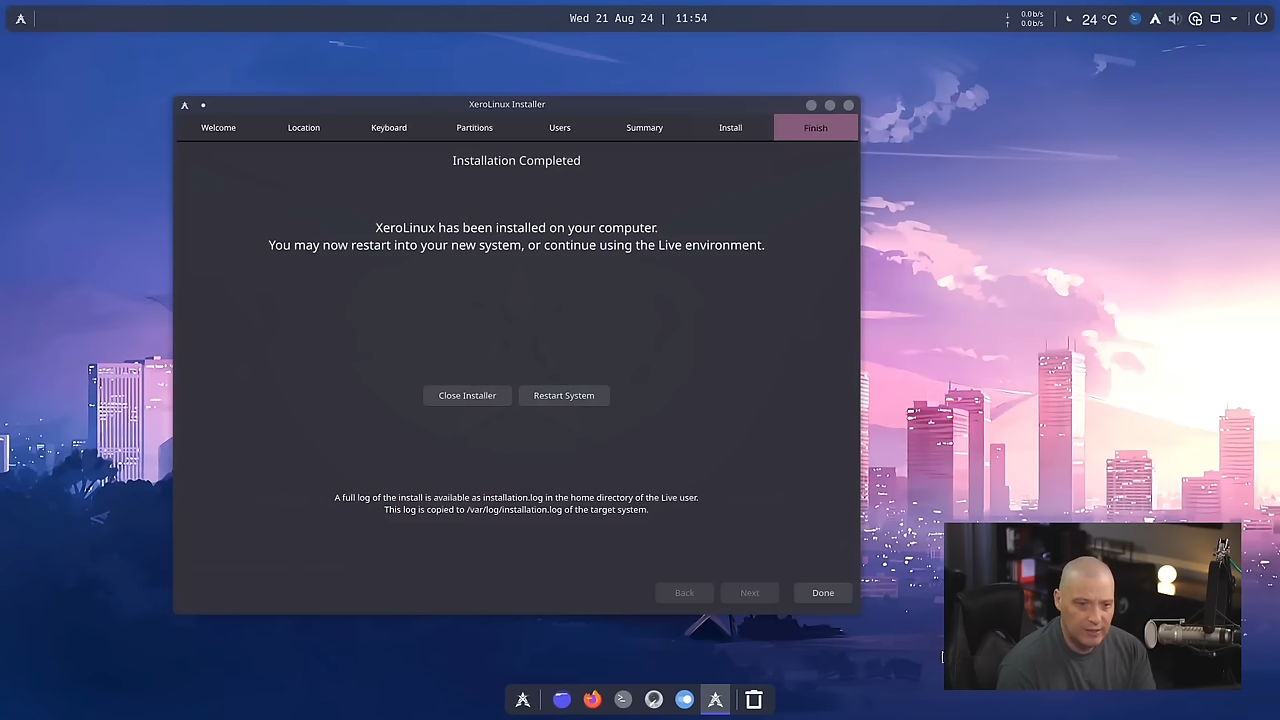 Wed 21 Aug 24 | 11:54
↓ 0.0b/s
↑ 0.0b/s
24 °C
XeroLinux Installer
Welcome
Location
Keyboard
Partitions
Users
Summary
Install
Finish
Installation Completed
XeroLinux has been installed on your computer.
You may now restart into your new system, or continue using the Live environment.
Close Installer
Restart System
A full log of the install is available as installation.log in the home directory of the Live user.
This log is copied to /var/log/installation.log of the target system.
Back
Next
Done